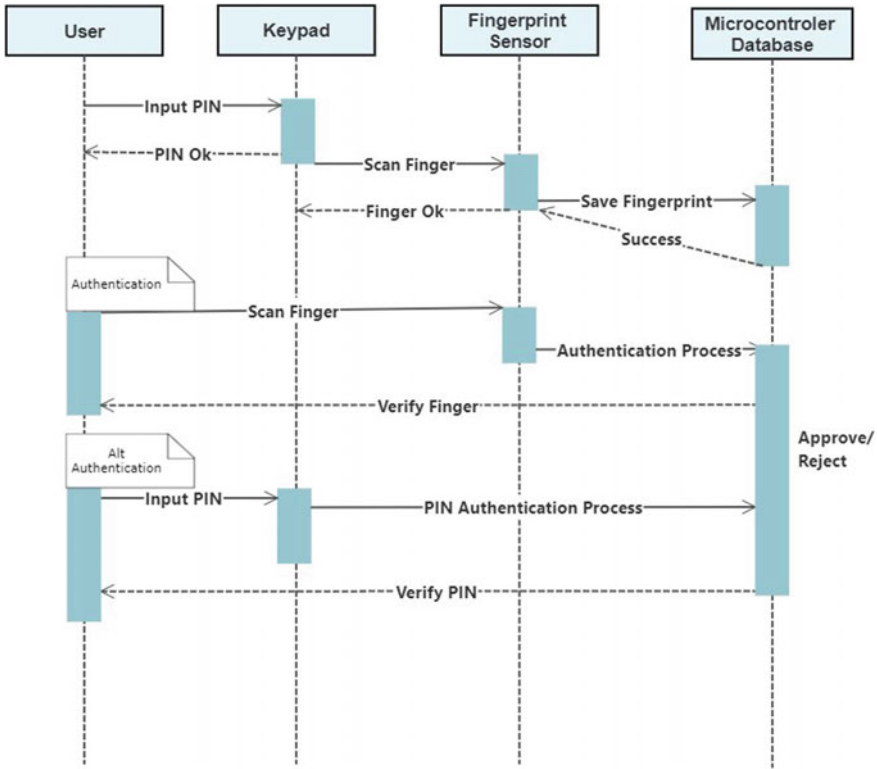 User
Keypad
Fingerprint
Sensor
Microcontroler
Database
Input PIN
PIN Ok
Scan Finger
Save Fingerprint
Finger Ok
Success
Authentication
Scan Finger
Authentication Process
Verify Finger
Approve/
Reject
Alt
Authentication
Input PIN
PIN Authentication Process
Verify PIN